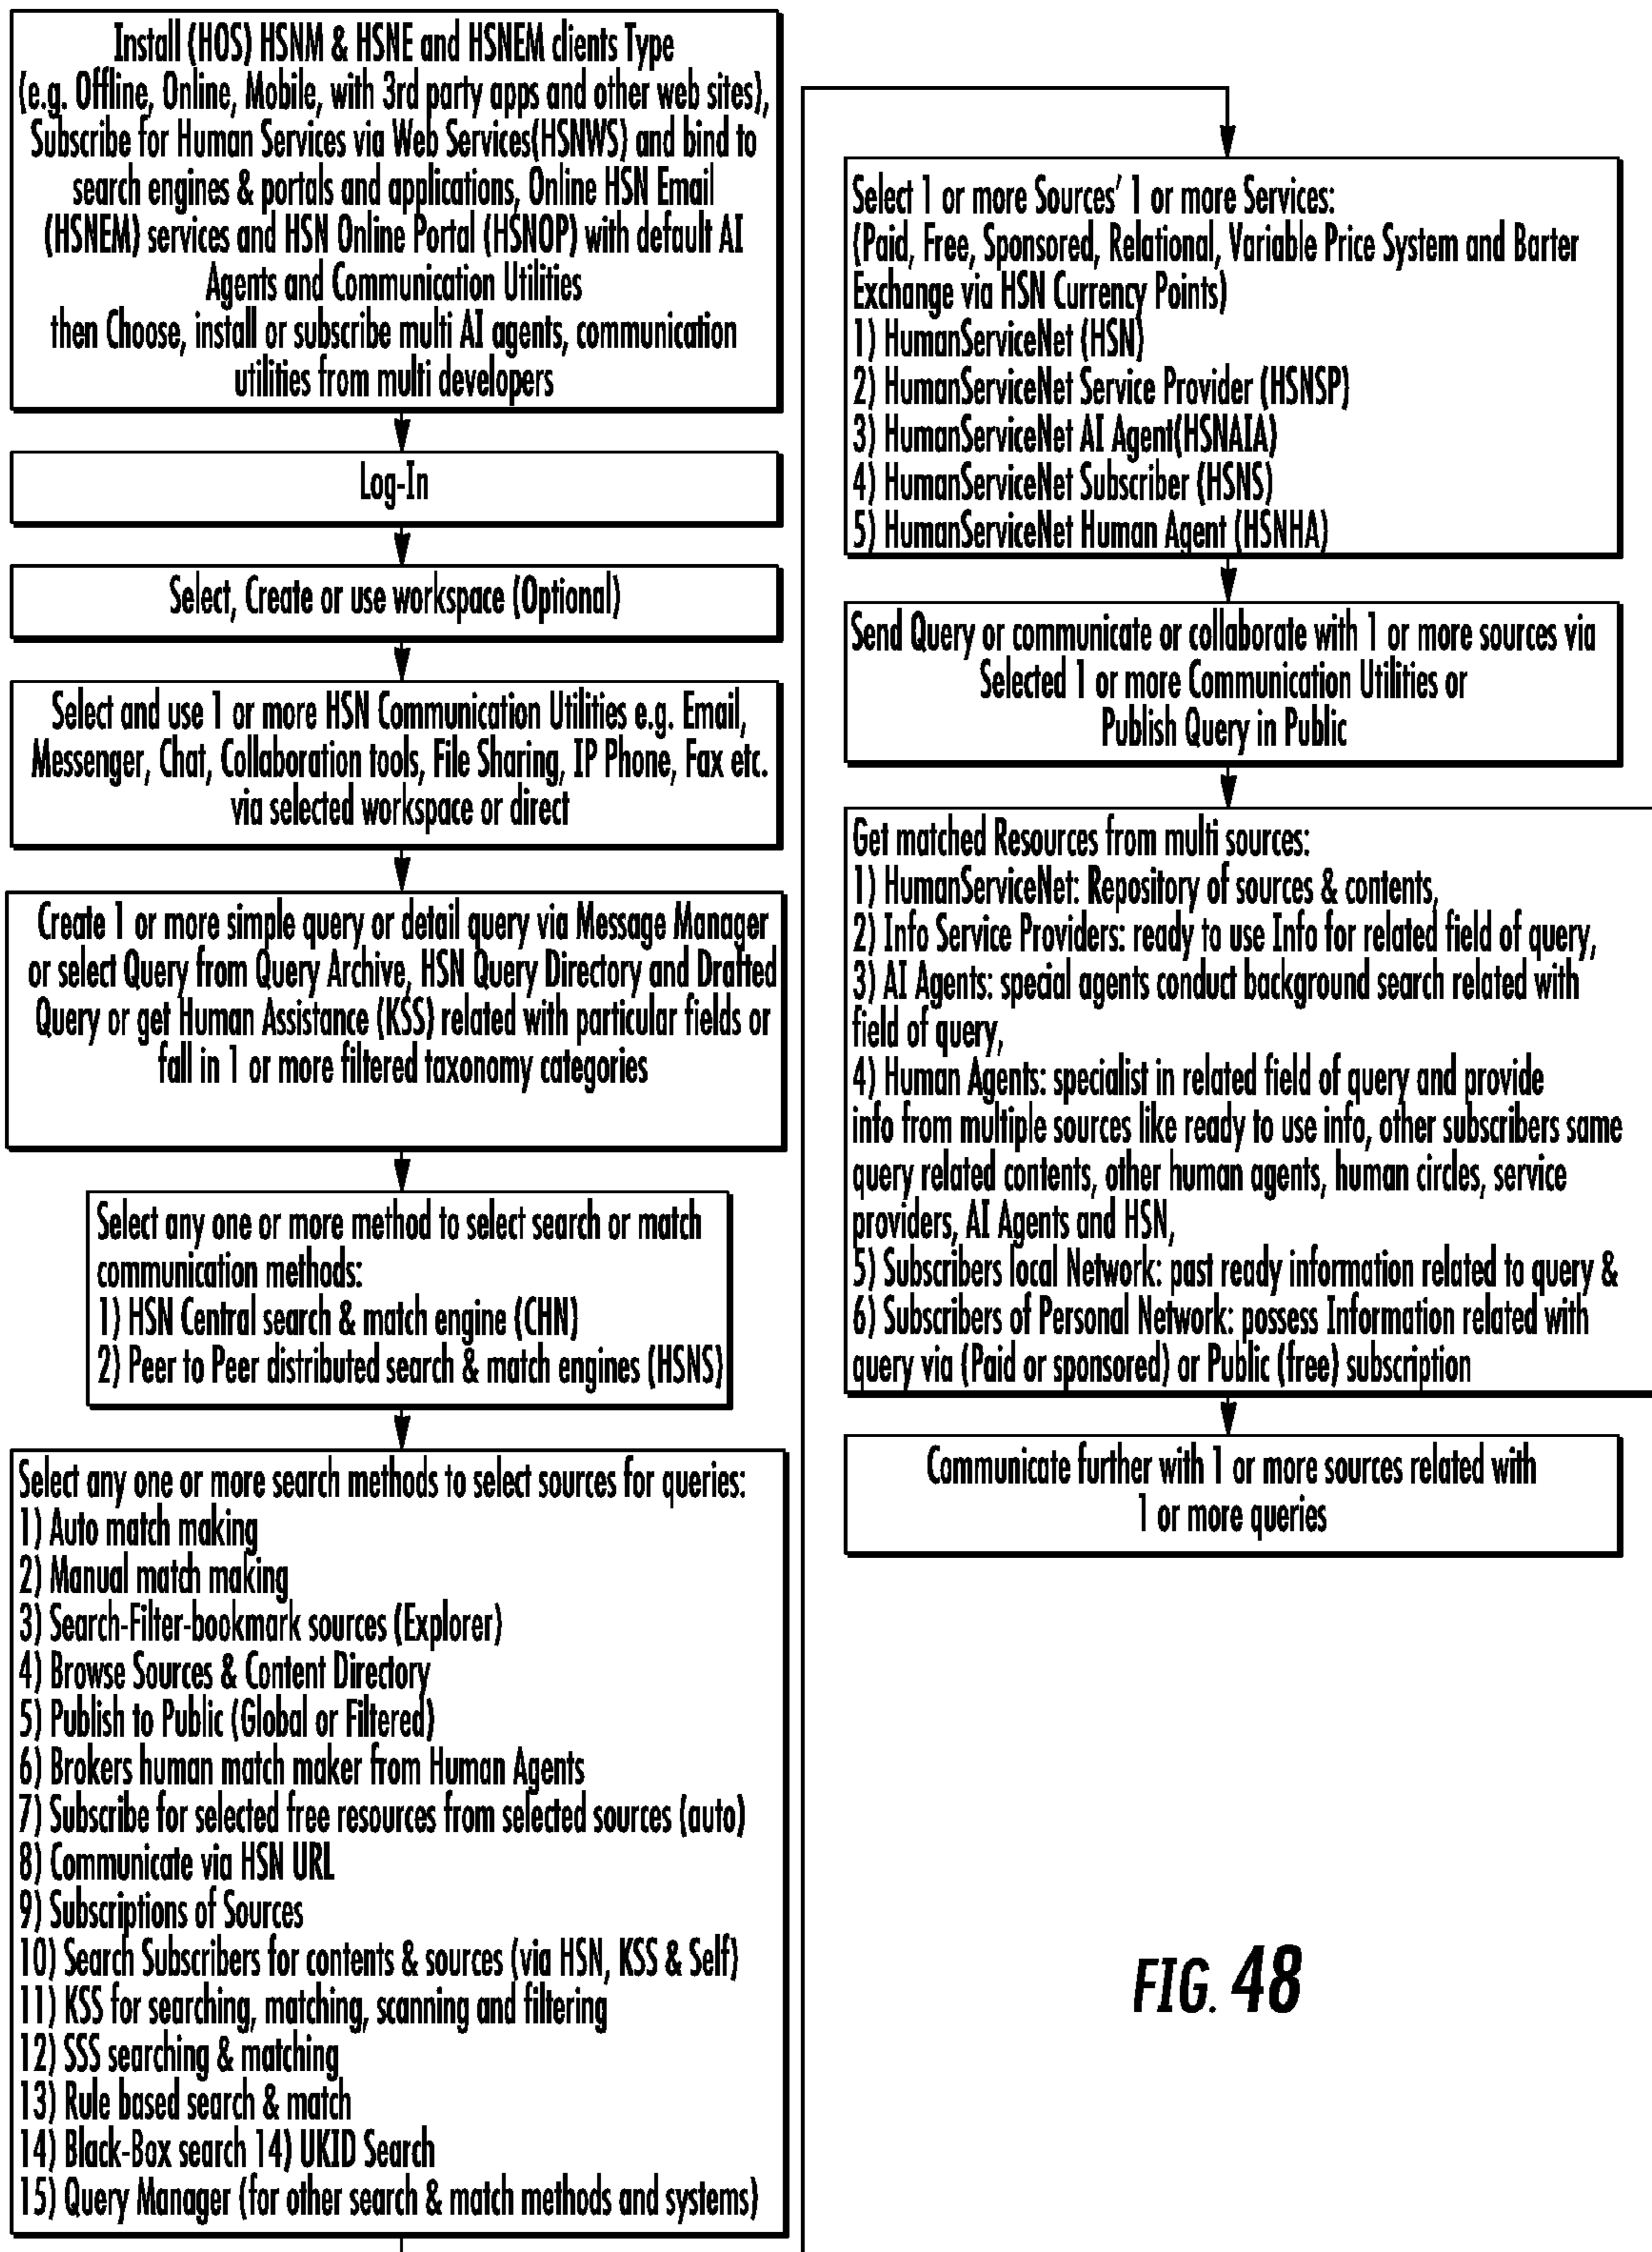 Install (HOS) HSNM & HSNE and HSNEM clients Type
(e.g. Offline, Online, Mobile, with 3rd party apps and other web sites),
Subscribe for Human Services via Web Services(HSNWS) and bind to
search engines & portals and applications, Online HSN Email
(HSNEM) services and HSN Online Portal (HSNOP) with default AI
Agents and Communication Utilities
then Choose, install or subscribe multi AI agents, communication
utilities from multi developers
Log-In
Select, Create or use workspace (Optional)
Select and use 1 or more HSN Communication Utilities e.g. Email,
Messenger, Chat, Collaboration tools, File Sharing, IP Phone, Fax etc.
via selected workspace or direct
Create 1 or more simple query or detail query via Message Manager
or select Query from Query Archive, HSN Query Directory and Drafted
Query or get Human Assistance (KSS) related with particular fields or
fall in 1 or more filtered taxonomy categories
Select any one or more method to select search or match
communication methods:
1) HSN Central search & match engine (CHN)
2) Peer to Peer distributed search & match engines (HSNS)
Select any one or more search methods to select sources for queries:
1) Auto match making
2) Manual match making
3) Search-Filter-bookmark sources (Explorer)
4) Browse Sources & Content Directory
5) Publish to Public (Global or Filtered)
6) Brokers human match maker from Human Agents
7) Subscribe for selected free resources from selected sources (auto)
8) Communicate via HSN URL
9) Subscriptions of Sources
10) Search Subscribers for contents & sources (via HSN, KSS & Self)
11) KSS for searching, matching, scanning and filtering
12) SSS searching & matching
13) Rule based search & match
14) Black-Box search 14) UKID Search
15) Query Manager (for other search & match methods and systems)
Select 1 or more Sources' 1 or more Services:
(Paid, Free, Sponsored, Relational, Variable Price System and Barter
Exchange via HSN Currency Points)
1) HumanServiceNet (HSN)
2) HumanServiceNet Service Provider (HSNSP)
3) HumanServiceNet AI Agent(HSNAIA)
4) HumanServiceNet Subscriber (HSNS)
5) HumanServiceNet Human Agent (HSNHA)
Send Query or communicate or collaborate with 1 or more sources via
Selected 1 or more Communication Utilities or
Publish Query in Public
Get matched Resources from multi sources:
1) HumanServiceNet: Repository of sources & contents,
2) Info Service Providers: ready to use Info for related field of query,
3) AI Agents: special agents conduct background search related with
field of query,
4) Human Agents: specialist in related field of query and provide
info from multiple sources like ready to use info, other subscribers same
query related contents, other human agents, human circles, service
providers, AI Agents and HSN,
5) Subscribers local Network: past ready information related to query &
6) Subscribers of Personal Network: possess Information related with
query via (Paid or sponsored) or Public (free) subscription
Communicate further with 1 or more sources related with
1 or more queries
FIG. 48